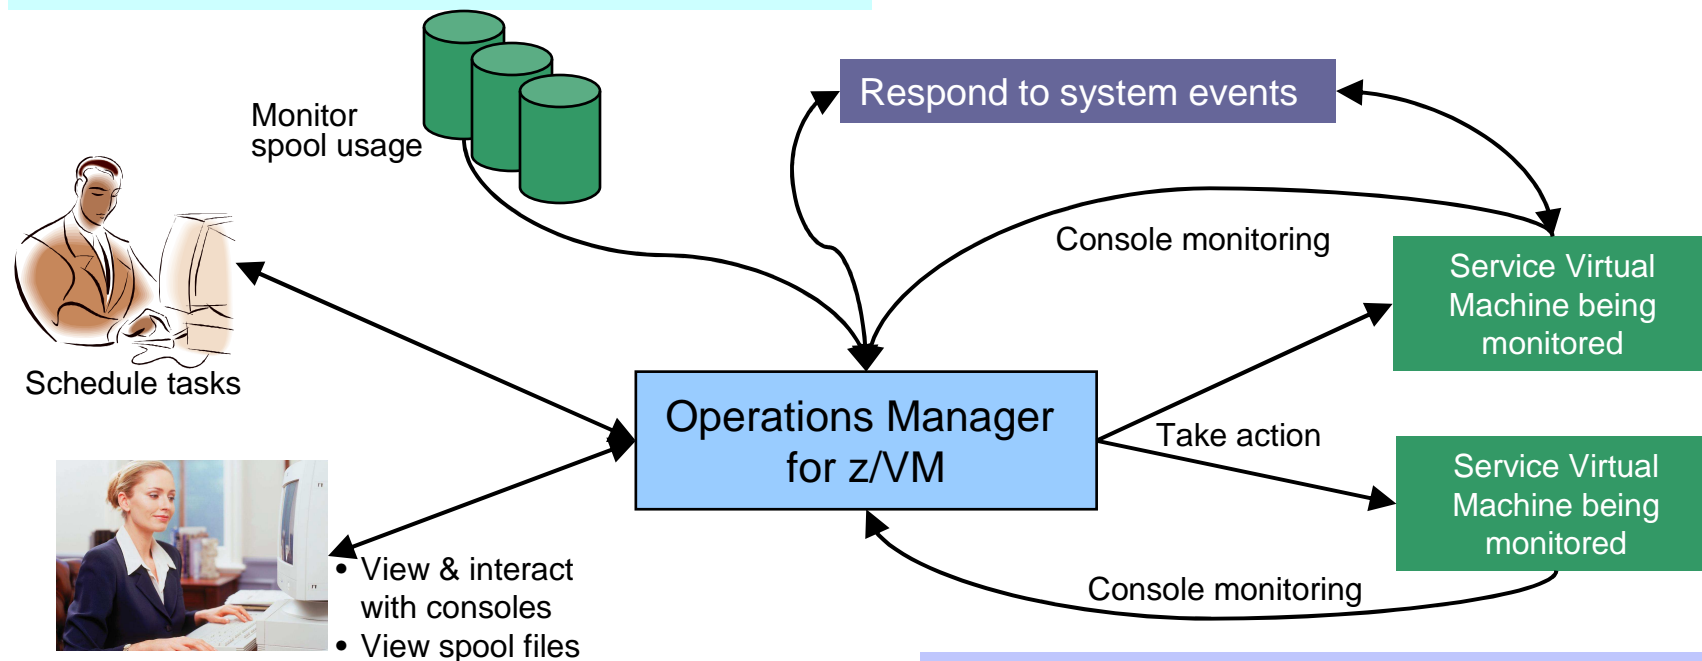 Monitor
spool usage
Respond to system events
Console monitoring
Service Virtual
Machine being
monitored
Schedule tasks
Operations Manager
for z/VM
Take action
Service Virtual
Machine being
monitored
• View & interact
with consoles
• View spool files
Console monitoring